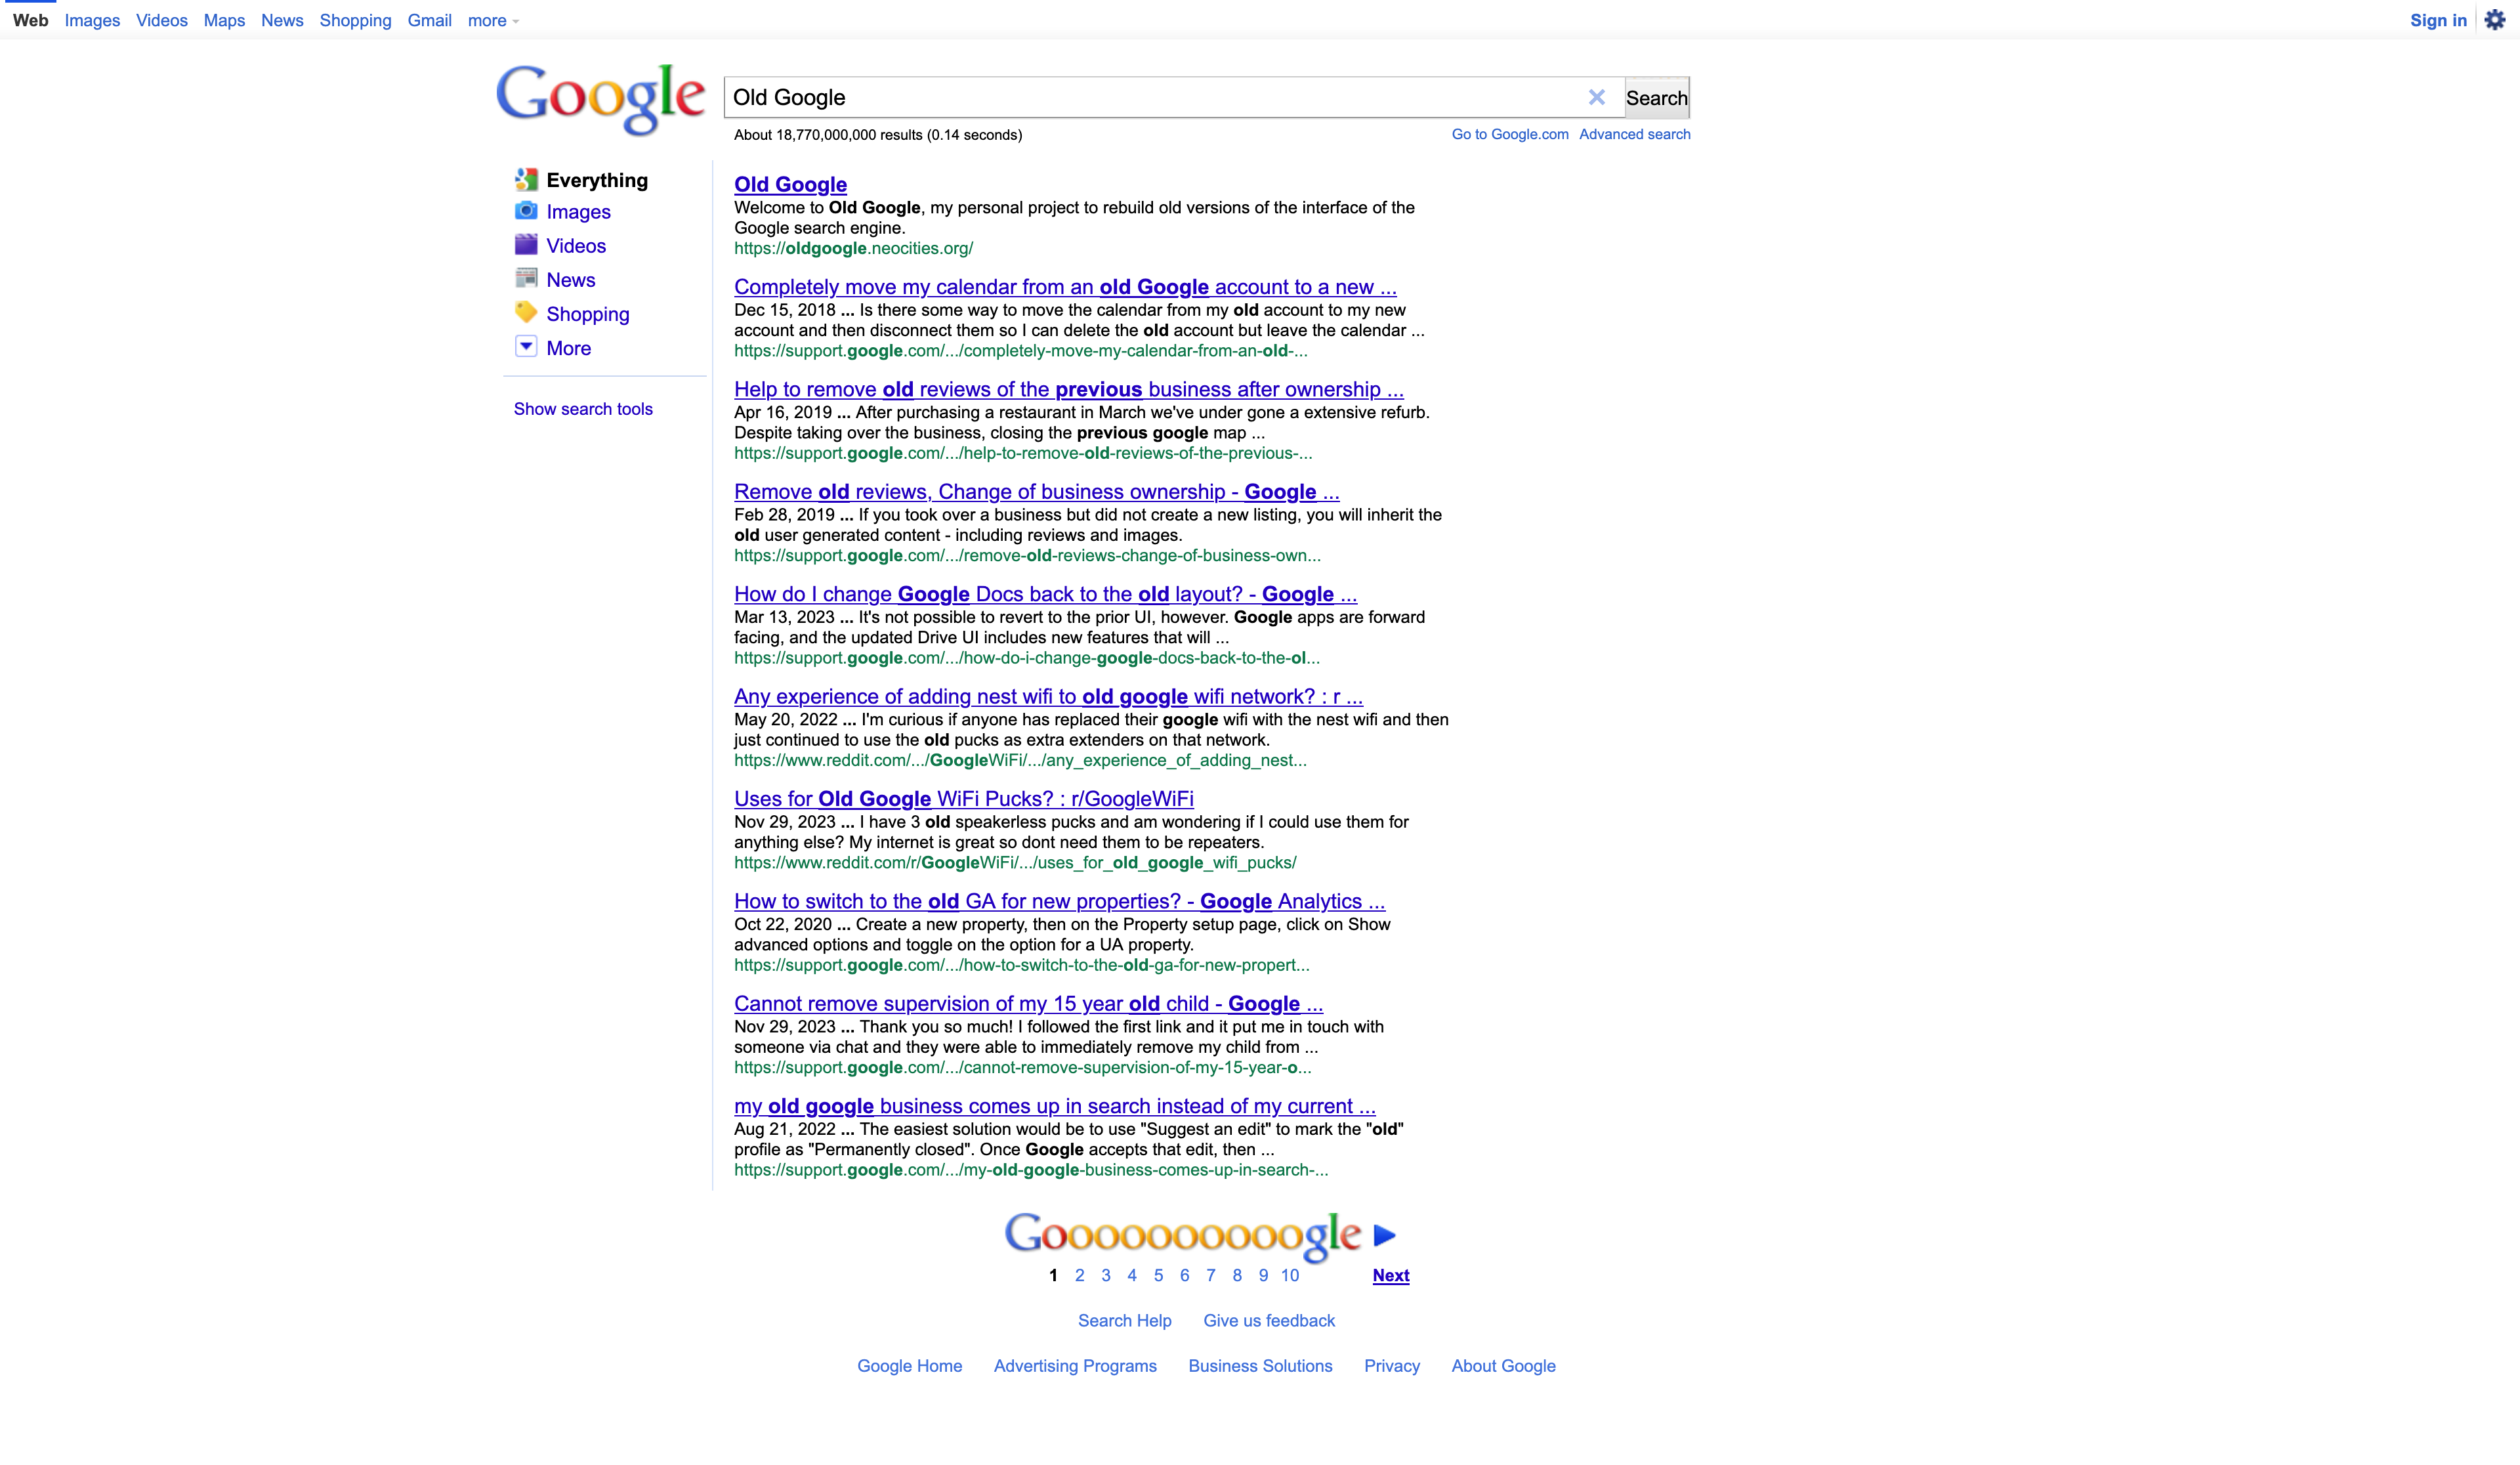 Web Images Videos Maps News Shopping Gmail more
Sign in
Google
Old Google
Search
About 18,770,000,000 results (0.14 seconds)
Go to Google.com Advanced search
Everything
Images
Videos
News
Shopping
More
Show search tools
Old Google
Welcome to Old Google, my personal project to rebuild old versions of the interface of the
Google search engine.
https://oldgoogle.neocities.org/
Completely move my calendar from an old Google account to a new ...
Dec 15, 2018 ... Is there some way to move the calendar from my old account to my new
account and then disconnect them so I can delete the old account but leave the calendar ...
https://support.google.com/.../completely-move-my-calendar-from-an-old-...
Help to remove old reviews of the previous business after ownership ...
Apr 16, 2019 ... After purchasing a restaurant in March we've under gone a extensive refurb.
Despite taking over the business, closing the previous google map ...
https://support.google.com/.../help-to-remove-old-reviews-of-the-previous-...
Remove old reviews, Change of business ownership - Google ...
Feb 28, 2019 ... If you took over a business but did not create a new listing, you will inherit the
old user generated content - including reviews and images.
https://support.google.com/.../remove-old-reviews-change-of-business-own...
How do I change Google Docs back to the old layout? - Google ...
Mar 13, 2023 ... It's not possible to revert to the prior UI, however. Google apps are forward
facing, and the updated Drive UI includes new features that will ...
https://support.google.com/.../how-do-i-change-google-docs-back-to-the-ol...
Any experience of adding nest wifi to old google wifi network? : r ...
May 20, 2022 ... I'm curious if anyone has replaced their google wifi with the nest wifi and then
just continued to use the old pucks as extra extenders on that network.
https://www.reddit.com/.../GoogleWiFi/.../any_experience_of_adding_nest...
Uses for Old Google WiFi Pucks? : r/GoogleWiFi
Nov 29, 2023 ... I have 3 old speakerless pucks and am wondering if I could use them for
anything else? My internet is great so dont need them to be repeaters.
https://www.reddit.com/r/GoogleWiFi/.../uses_for_old_google_wifi_pucks/
How to switch to the old GA for new properties? - Google Analytics ...
Oct 22, 2020 ... Create a new property, then on the Property setup page, click on Show
advanced options and toggle on the option for a UA property.
https://support.google.com/.../how-to-switch-to-the-old-ga-for-new-propert...
Cannot remove supervision of my 15 year old child - Google ...
Nov 29, 2023 ... Thank you so much! I followed the first link and it put me in touch with
someone via chat and they were able to immediately remove my child from ...
https://support.google.com/.../cannot-remove-supervision-of-my-15-year-o...
my old google business comes up in search instead of my current ...
Aug 21, 2022 ... The easiest solution would be to use "Suggest an edit" to mark the "old"
profile as "Permanently closed". Once Google accepts that edit, then ...
https://support.google.com/.../my-old-google-business-comes-up-in-search-...
Goooooooooogle
1 2 3 4 5 6 7 8 9 10 Next
Search Help Give us feedback
Google Home Advertising Programs Business Solutions Privacy About Google